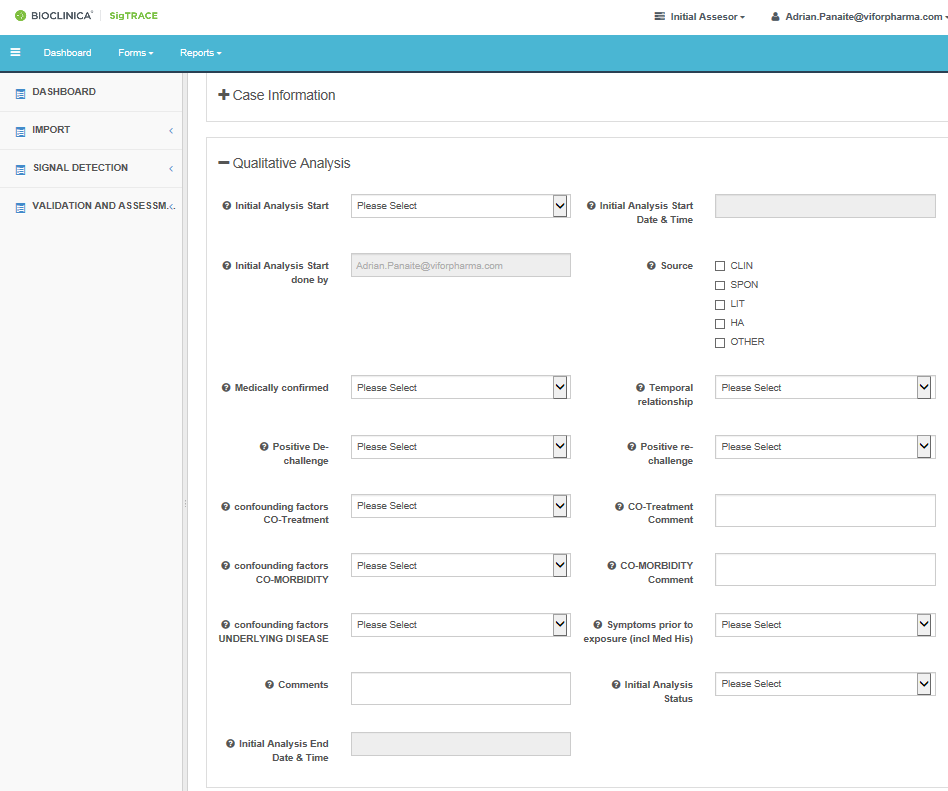 BIOCLINICA® SigTRACE
Initial Assesor
Adrian.Panaite@viforpharma.com
Dashboard Forms Reports
DASHBOARD
IMPORT
SIGNAL DETECTION
VALIDATION AND ASSESSM...
Case Information
Qualitative Analysis
Initial Analysis Start
Please Select
Initial Analysis Start
Date & Time
Initial Analysis Start
done by
Adrian.Panaite@viforpharma.com
Source
CLIN
SPON
LIT
HA
OTHER
Medically confirmed
Please Select
Temporal
relationship
Please Select
Positive De-
challenge
Please Select
Positive re-
challenge
Please Select
confounding factors
CO-Treatment
Please Select
CO-Treatment
Comment
confounding factors
CO-MORBIDITY
Please Select
CO-MORBIDITY
Comment
confounding factors
UNDERLYING DISEASE
Please Select
Symptoms prior to
exposure (incl Med His)
Please Select
Comments
Initial Analysis
Status
Please Select
Initial Analysis End
Date & Time